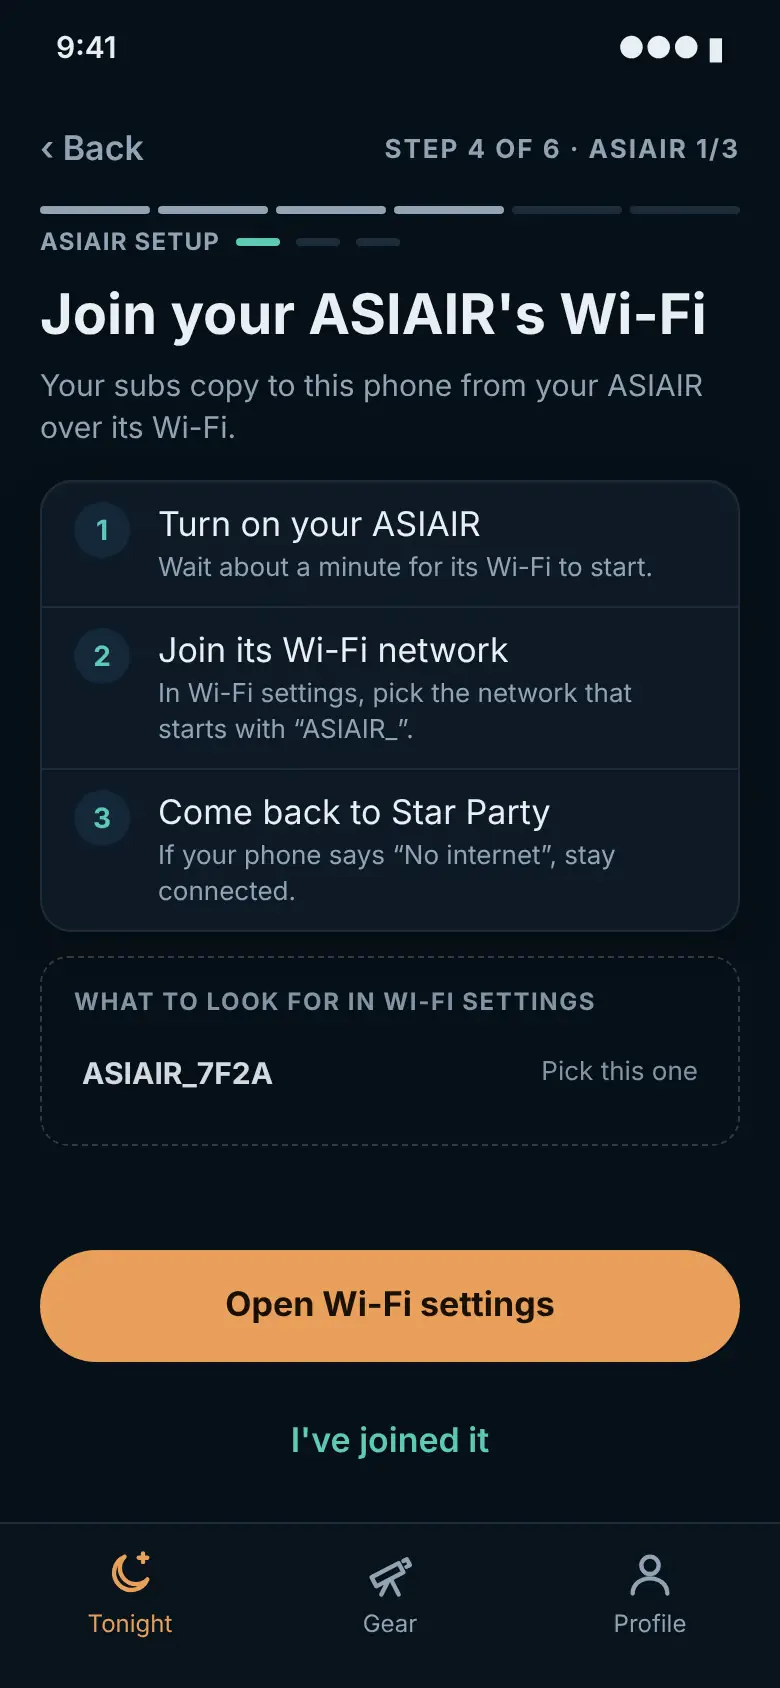 9:41
‹ Back
STEP 4 OF 6 · ASIAIR 1/3
ASIAIR SETUP
Join your ASIAIR's Wi-Fi
Your subs copy to this phone from your ASIAIR
over its Wi-Fi.
1
Turn on your ASIAIR
Wait about a minute for its Wi-Fi to start.
2
Join its Wi-Fi network
In Wi-Fi settings, pick the network that
starts with “ASIAIR_”.
3
Come back to Star Party
If your phone says “No internet”, stay
connected.
WHAT TO LOOK FOR IN WI-FI SETTINGS
ASIAIR_7F2A
Pick this one
Open Wi-Fi settings
I've joined it
Tonight
Gear
Profile